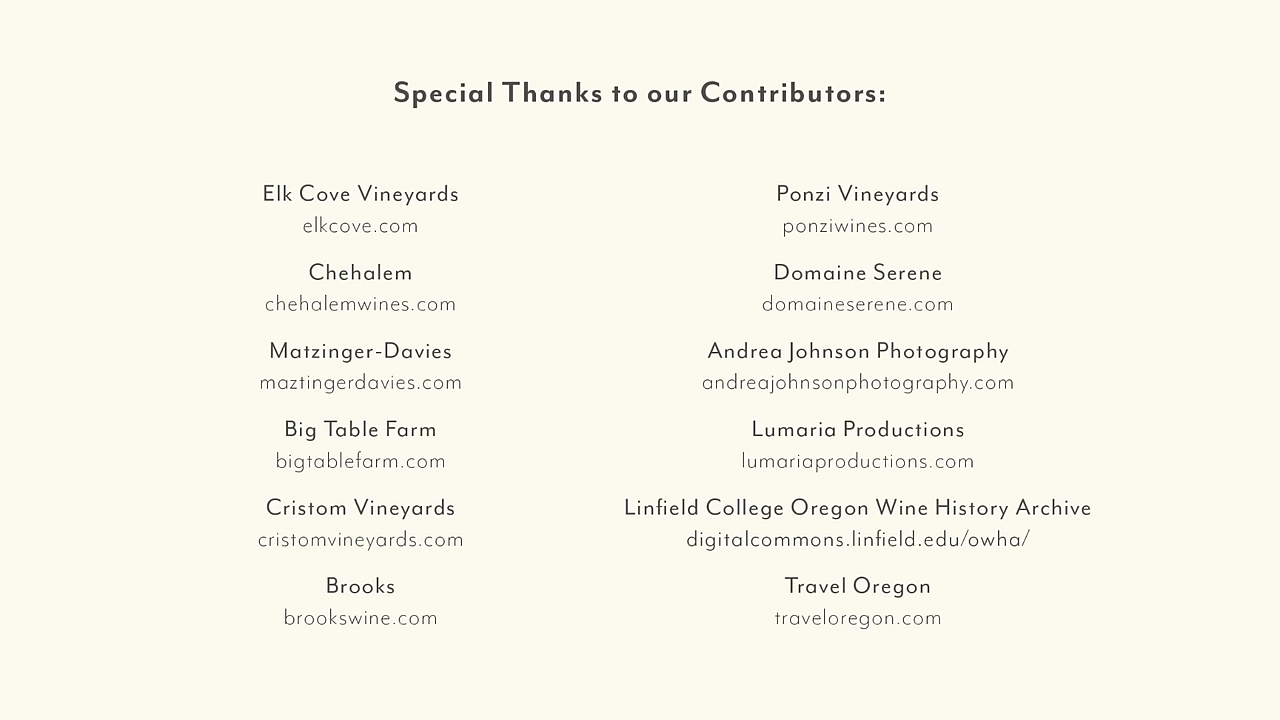 Special Thanks to our Contributors:
Elk Cove Vineyards
elkcove.com
Chehalem
chehalemwines.com
Matzinger-Davies
maztingerdavies.com
Big Table Farm
bigtablefarm.com
Cristom Vineyards
cristomvineyards.com
Brooks
brookswine.com
Ponzi Vineyards
ponziwines.com
Domaine Serene
domaineserene.com
Andrea Johnson Photography
andreajohnsonphotography.com
Lumaria Productions
lumariaproductions.com
Linfield College Oregon Wine History Archive
digitalcommons.linfield.edu/owha/
Travel Oregon
traveloregon.com